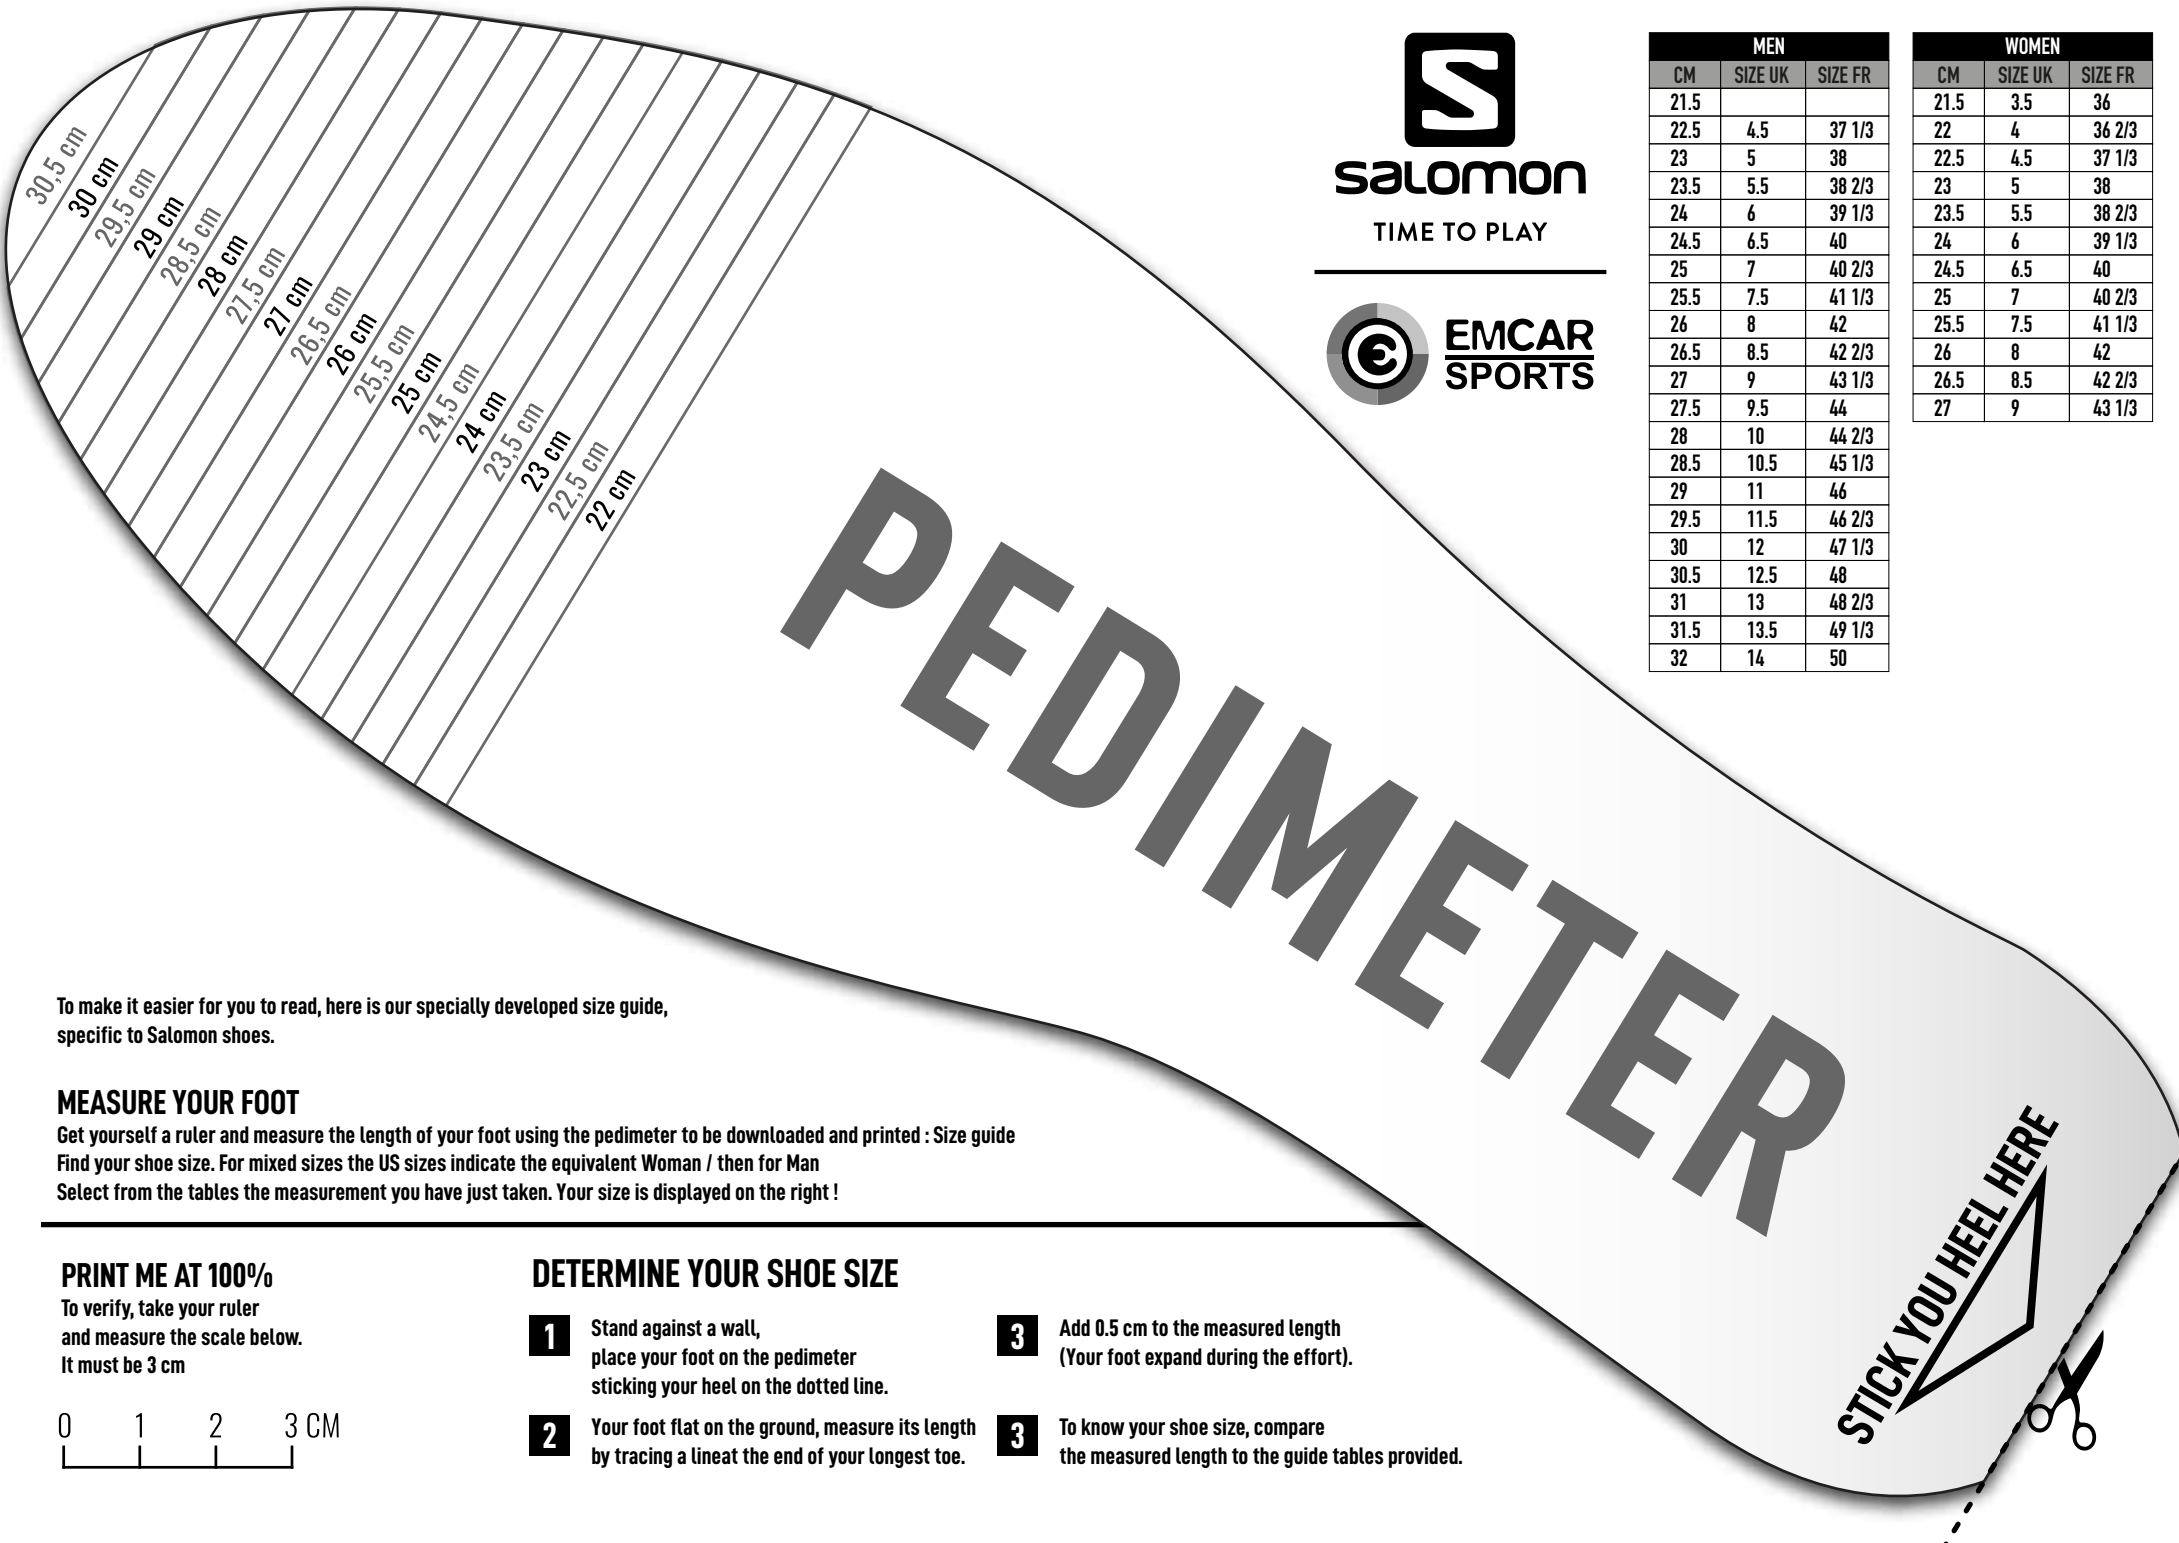 30,5 cm
30 cm
29,5 cm
29 cm
28,5 cm
28 cm
27,5 cm
27 cm
26,5 cm
26 cm
25,5 cm
25 cm
24,5 cm
24 cm
23,5 cm
23 cm
22,5 cm
22 cm
PEDIMETER
STICK YOU HEEL HERE
S
SALOMON
TIME TO PLAY
EMCAR
SPORTS
MEN
CM SIZE UK SIZE FR
21.5
22.5 4.5 37 1/3
23 5 38
23.5 5.5 38 2/3
24 6 39 1/3
24.5 6.5 40
25 7 40 2/3
25.5 7.5 41 1/3
26 8 42
26.5 8.5 42 2/3
27 9 43 1/3
27.5 9.5 44
28 10 44 2/3
28.5 10.5 45 1/3
29 11 46
29.5 11.5 46 2/3
30 12 47 1/3
30.5 12.5 48
31 13 48 2/3
31.5 13.5 49 1/3
32 14 50
WOMEN
CM SIZE UK SIZE FR
21.5 3.5 36
22 4 36 2/3
22.5 4.5 37 1/3
23 5 38
23.5 5.5 38 2/3
24 6 39 1/3
24.5 6.5 40
25 7 40 2/3
25.5 7.5 41 1/3
26 8 42
26.5 8.5 42 2/3
27 9 43 1/3
To make it easier for you to read, here is our specially developed size guide,
specific to Salomon shoes.
MEASURE YOUR FOOT
Get yourself a ruler and measure the length of your foot using the pedimeter to be downloaded and printed : Size guide
Find your shoe size. For mixed sizes the US sizes indicate the equivalent Woman / then for Man
Select from the tables the measurement you have just taken. Your size is displayed on the right !
PRINT ME AT 100%
To verify, take your ruler
and measure the scale below.
It must be 3 cm
0 1 2 3 CM
DETERMINE YOUR SHOE SIZE
1 Stand against a wall,
place your foot on the pedimeter
sticking your heel on the dotted line.
2 Your foot flat on the ground, measure its length
by tracing a lineat the end of your longest toe.
3 Add 0.5 cm to the measured length
(Your foot expand during the effort).
3 To know your shoe size, compare
the measured length to the guide tables provided.